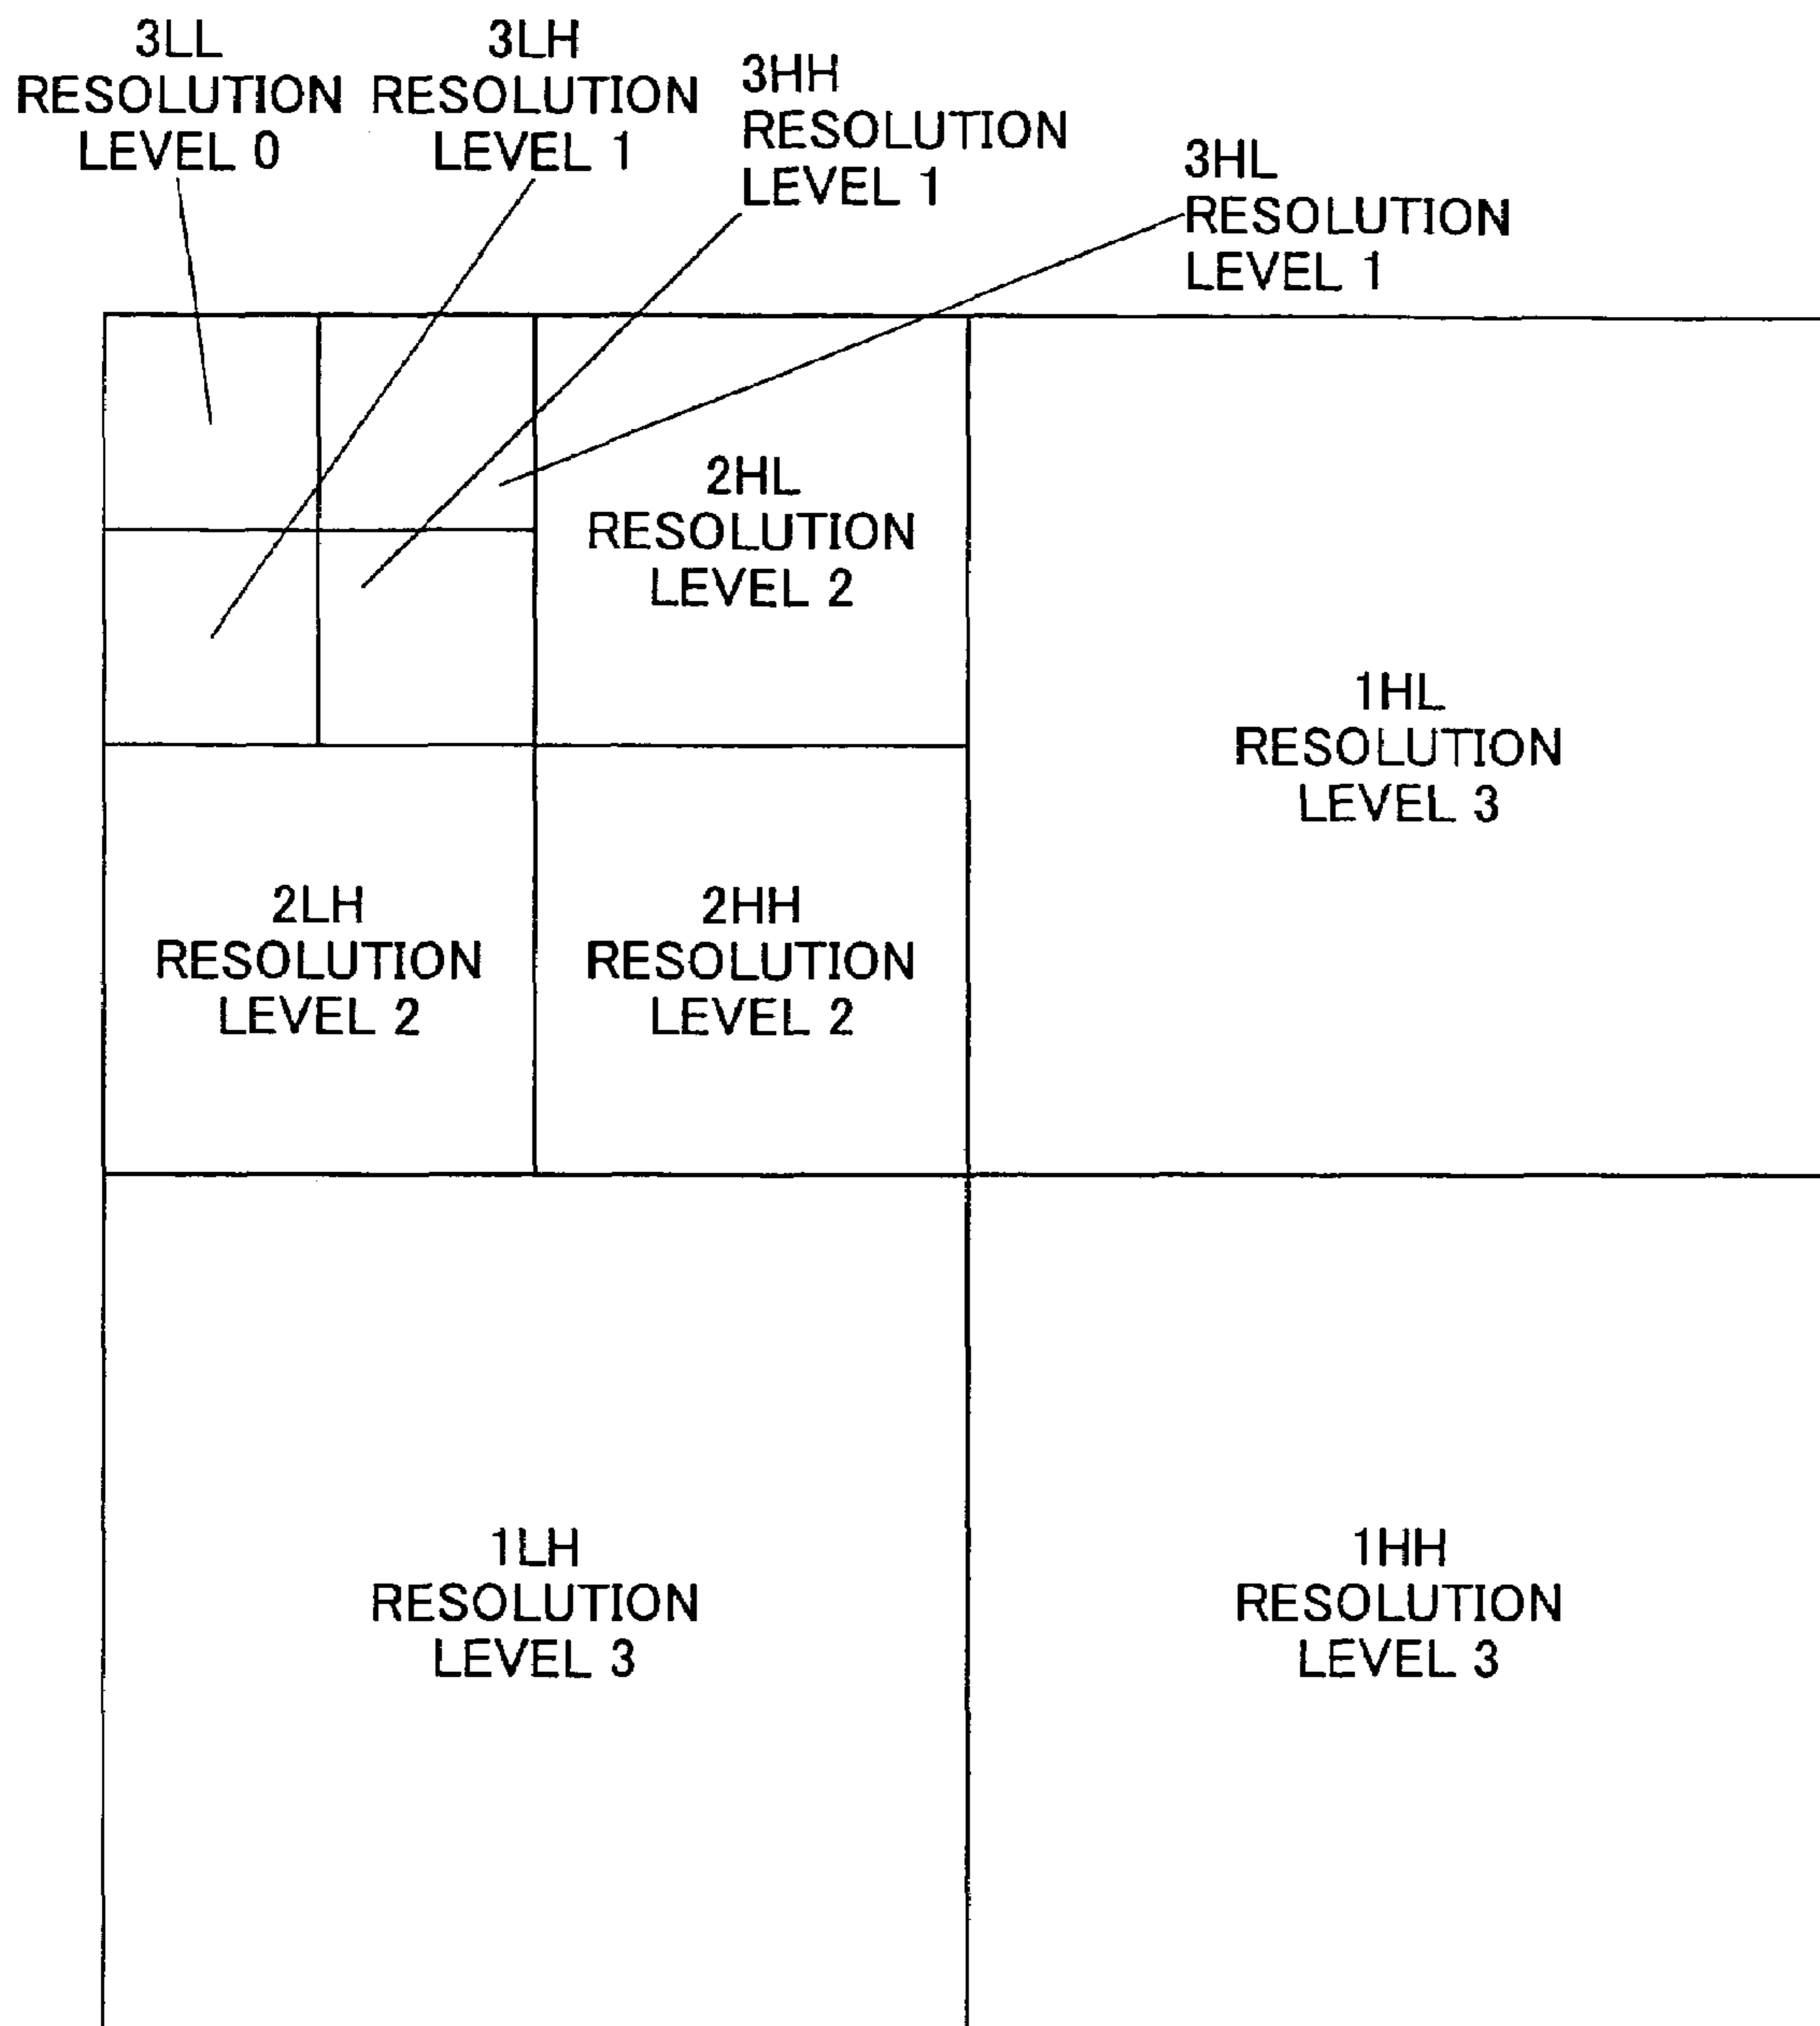 3LL
RESOLUTION
LEVEL 0
3LH
RESOLUTION
LEVEL 1
3HH
RESOLUTION
LEVEL 1
3HL
RESOLUTION
LEVEL 1
2HL
RESOLUTION
LEVEL 2
1HL
RESOLUTION
LEVEL 3
2LH
RESOLUTION
LEVEL 2
2HH
RESOLUTION
LEVEL 2
1LH
RESOLUTION
LEVEL 3
1HH
RESOLUTION
LEVEL 3